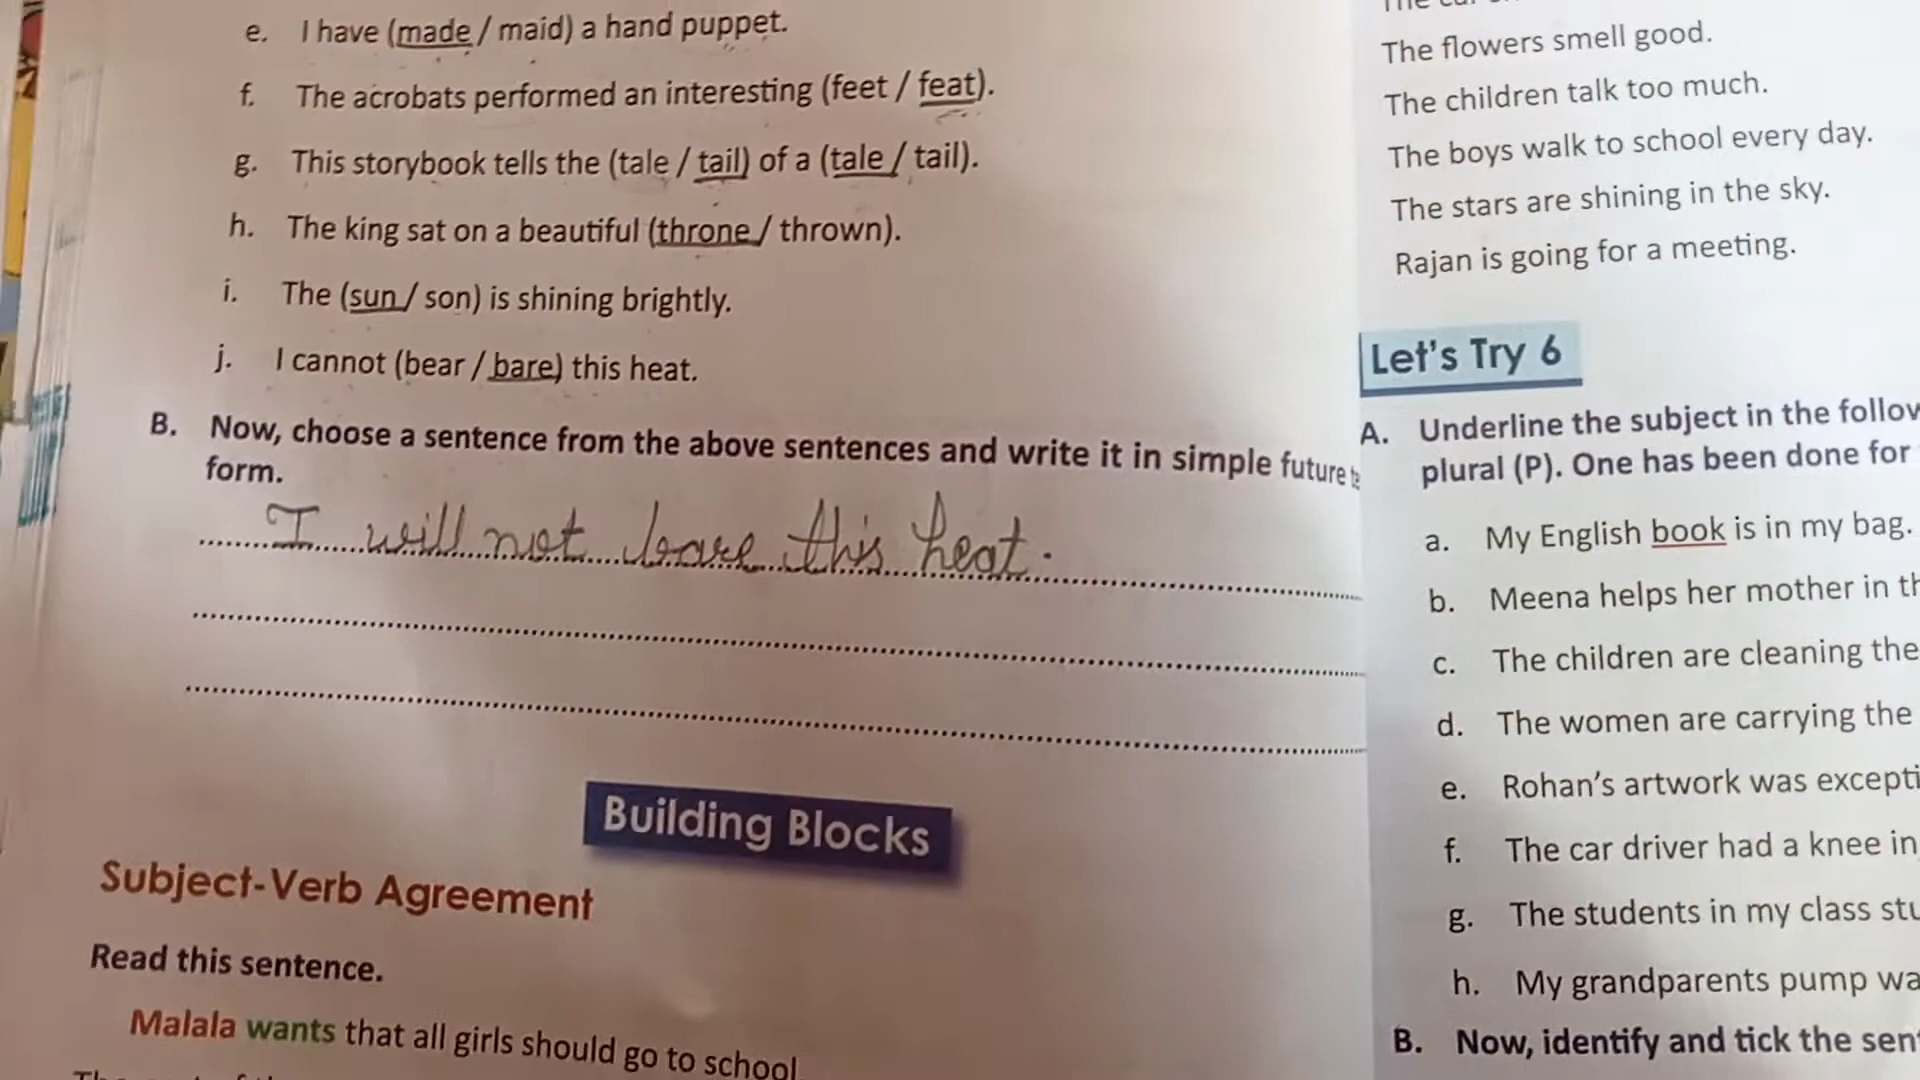 e. I have (made / maid) a hand puppet.
f. The acrobats performed an interesting (feet / feat).
g. This storybook tells the (tale / tail) of a (tale / tail).
h. The king sat on a beautiful (throne / thrown).
i. The (sun / son) is shining brightly.
j. I cannot (bear / bare) this heat.
B. Now, choose a sentence from the above sentences and write it in simple future
form.
I will not bare this heat.
Building Blocks
Subject-Verb Agreement
Read this sentence.
Malala wants that all girls should go to school
The flowers smell good.
The children talk too much.
The boys walk to school every day.
The stars are shining in the sky.
Rajan is going for a meeting.
Let's Try 6
A. Underline the subject in the
plural (P). One has been done for
a. My English book is in my bag.
b. Meena helps her mother in
c. The children are cleaning the
d. The women are carrying the
e. Rohan's artwork was
f. The car driver had a knee
g. The students in my class
h. My grandparents pump
B. Now, identify and tick the